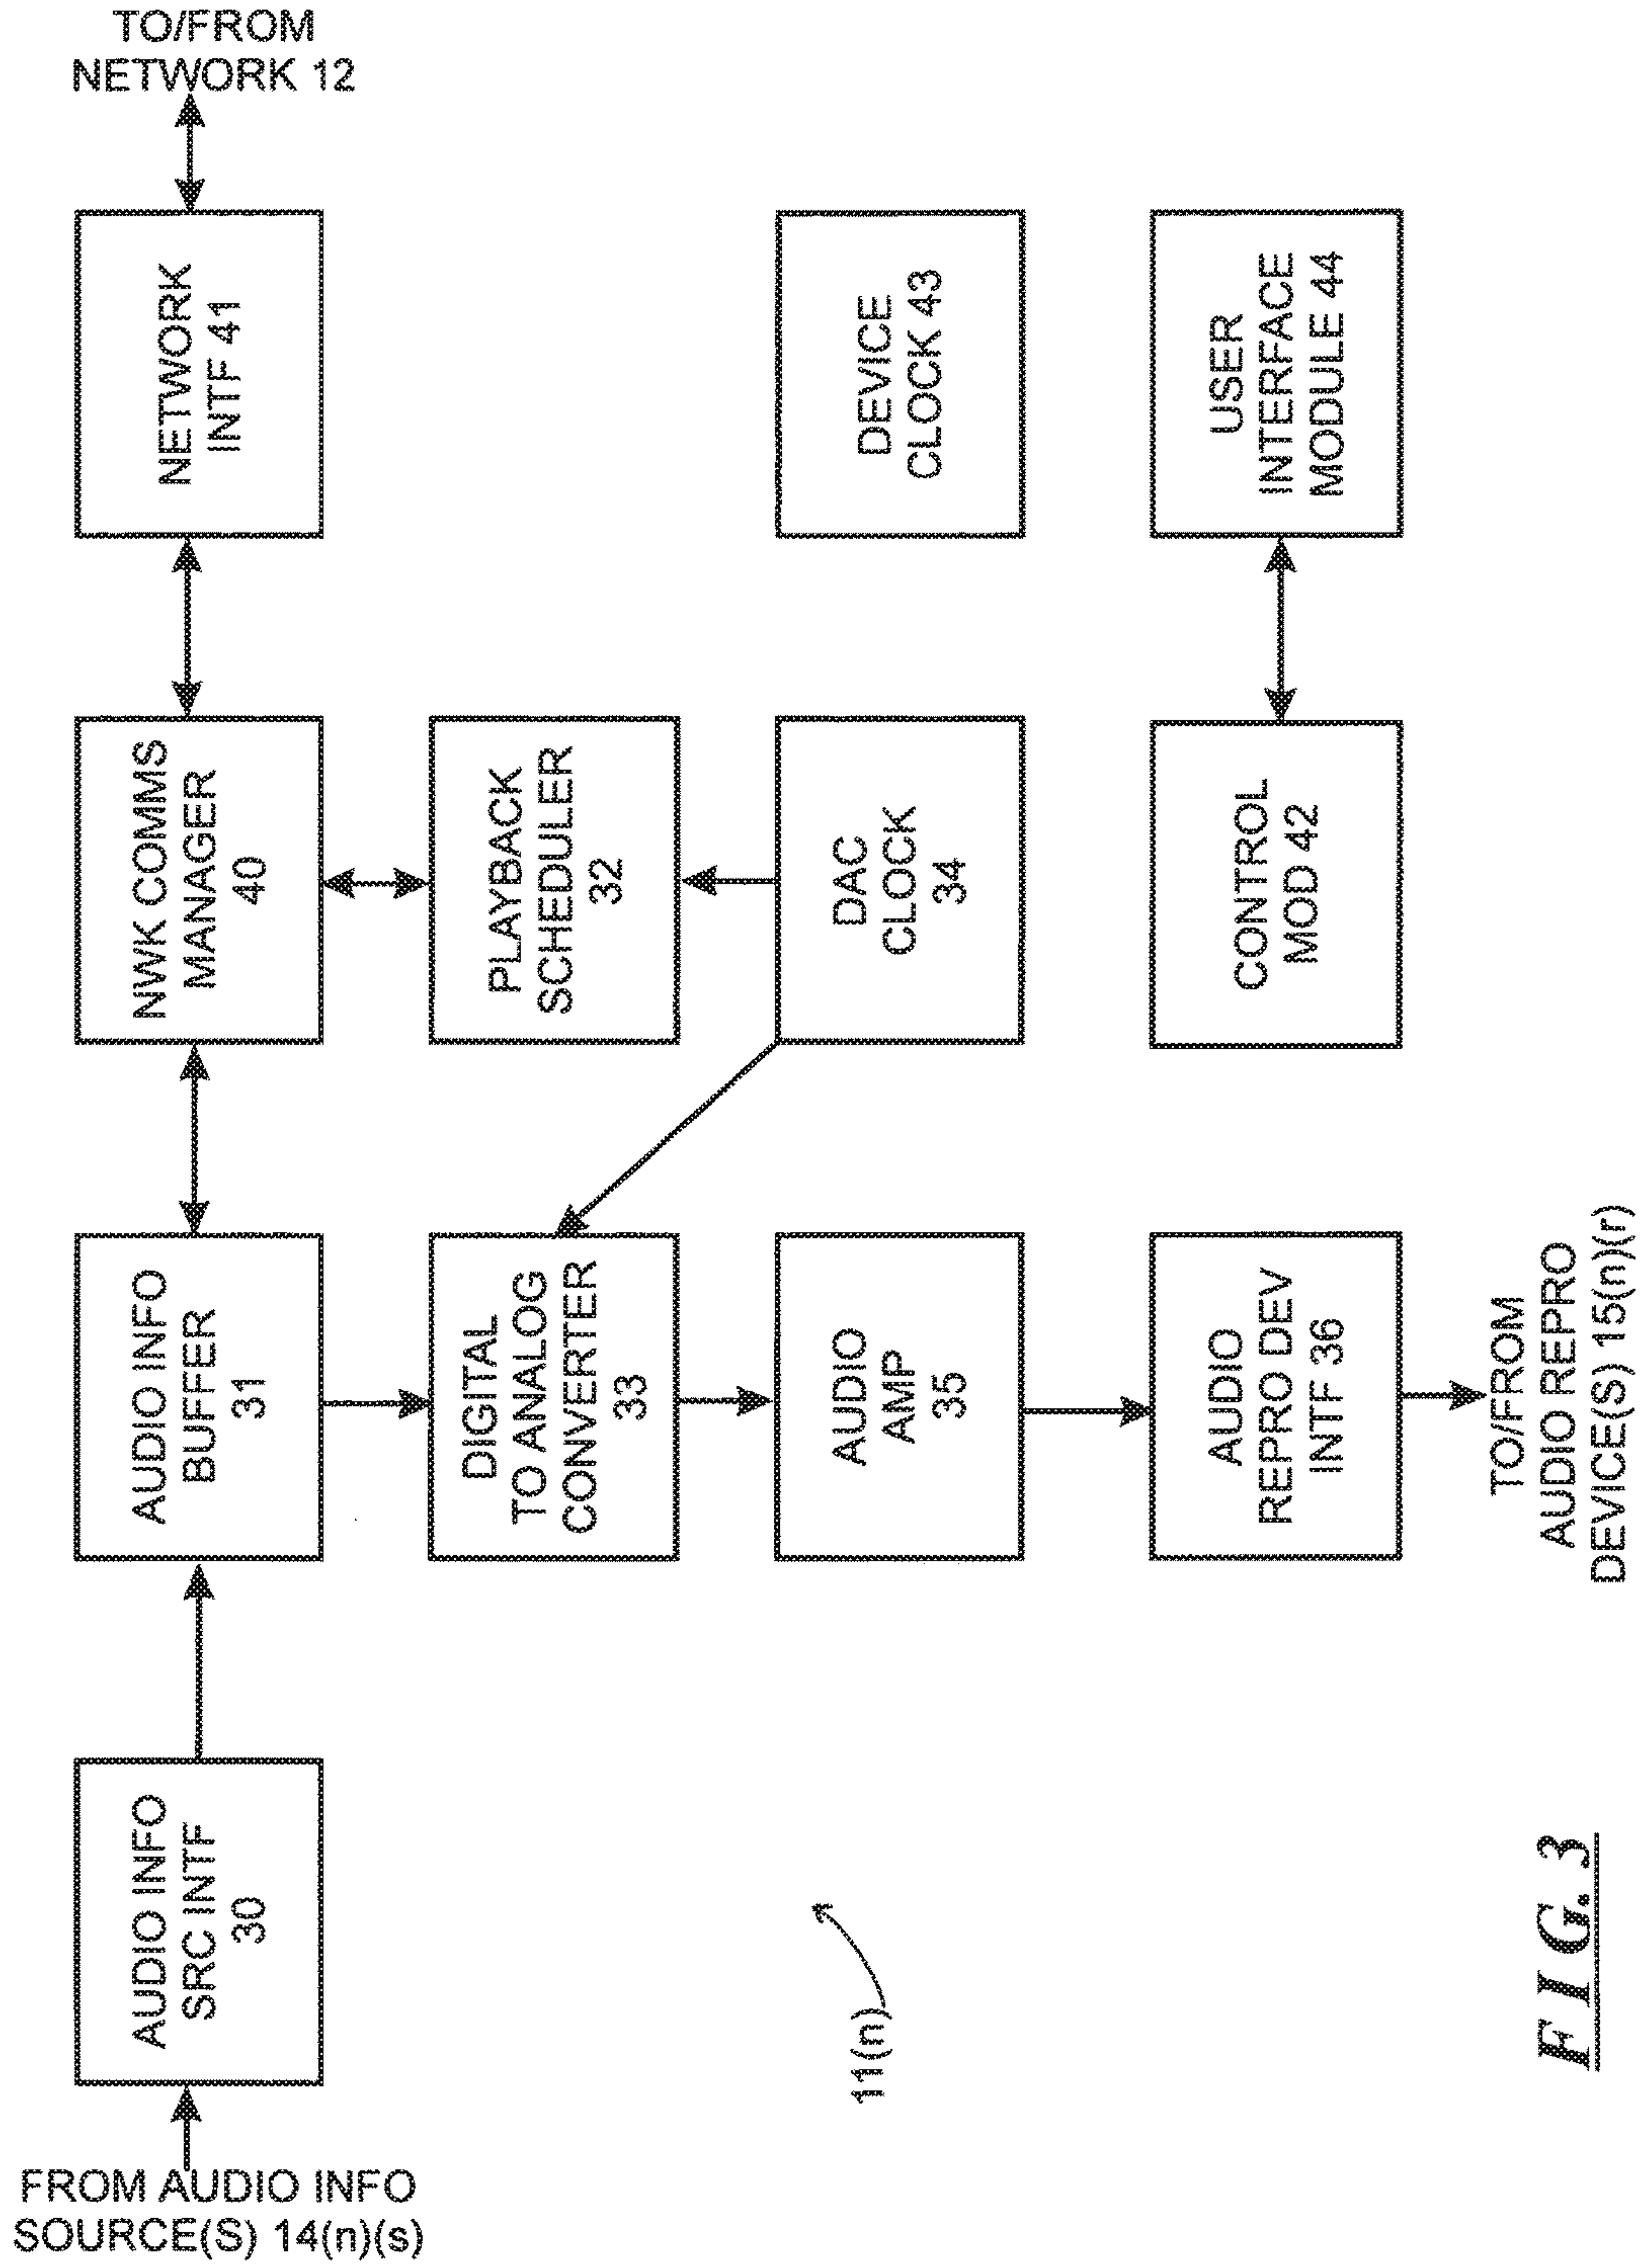 TO/FROM
NETWORK 12
NETWORK
INTF 41
DEVICE
CLOCK 43
USER
INTERFACE
MODULE 44
NWK COMMS
MANAGER
40
PLAYBACK
SCHEDULER
32
DAC
CLOCK
34
CONTROL
MOD 42
AUDIO INFO
BUFFER
31
DIGITAL
TO ANALOG
CONVERTER
33
AUDIO
AMP
35
AUDIO
REPRO DEV
INTF 36
TO/FROM
AUDIO REPRO
DEVICE(S) 15(n)(r)
AUDIO INFO
SRC INTF
30
11(n)
FROM AUDIO INFO
SOURCE(S) 14(n)(s)
FIG. 3